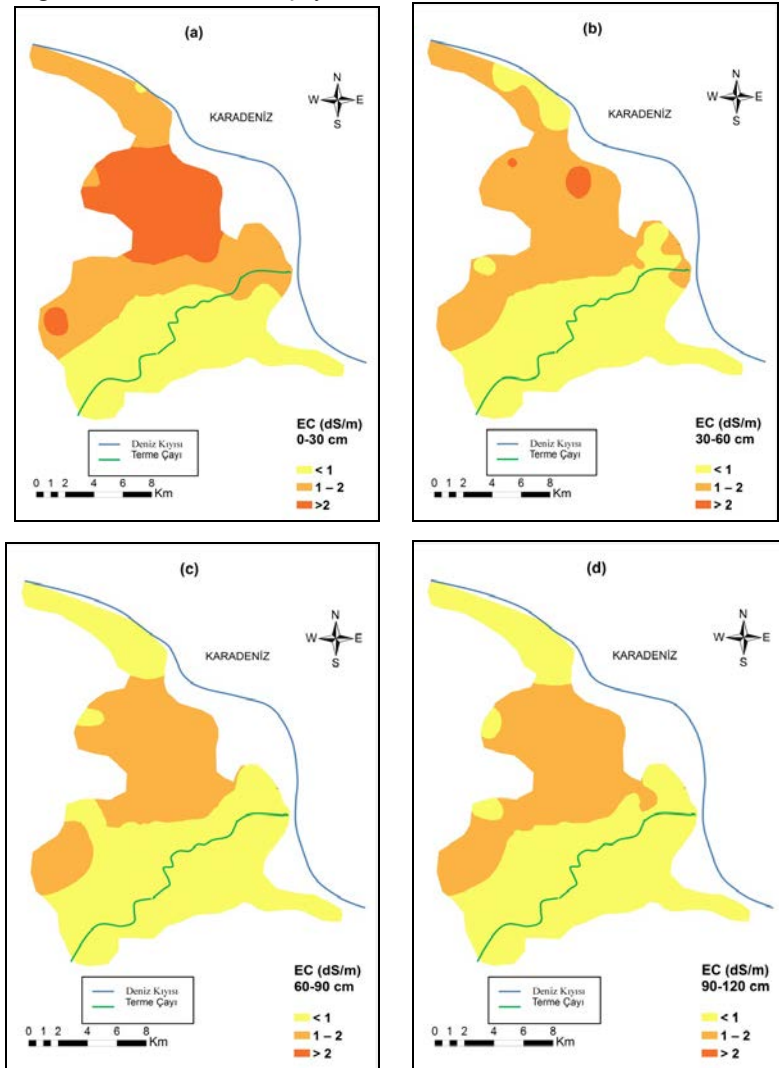 (a)
N
W E
S
KARADENİZ
Deniz Kıyısı
Terme Çayı
0 1 2 4 6 8
Km
EC (dS/m)
0-30 cm
< 1
1 – 2
>2
(b)
N
W E
S
KARADENİZ
Deniz Kıyısı
Terme Çayı
0 1 2 4 6 8
Km
EC (dS/m)
30-60 cm
< 1
1 – 2
> 2
(c)
N
W E
S
KARADENİZ
Deniz Kıyısı
Terme Çayı
0 1 2 4 6 8
Km
EC (dS/m)
60-90 cm
< 1
1 – 2
> 2
(d)
N
W E
S
KARADENİZ
Deniz Kıyısı
Terme Çayı
0 1 2 4 6 8
Km
EC (dS/m)
90-120 cm
< 1
1 – 2
> 2